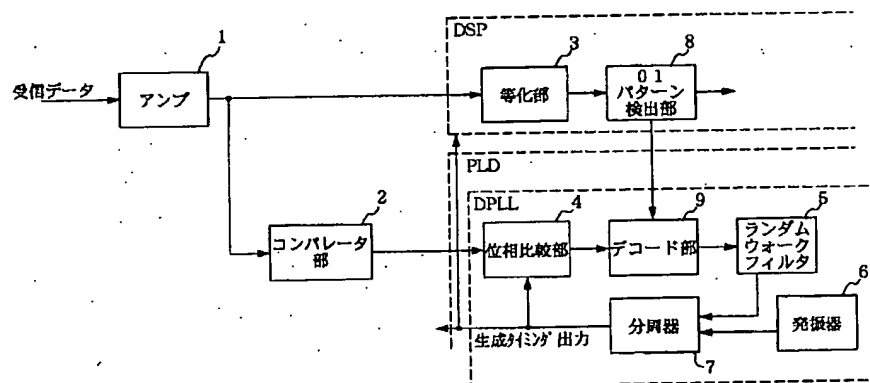 DSP
1
3
8
受信データ
アンプ
等化部
0 1
パターン
検出部
PLD
DPLL
2
4
9
5
コンパレータ
部
位相比較部
デコード部
ランダム
ウォーク
フィルタ
6
分周器
発振器
生成ﾀｲﾐﾝｸﾞ出力
7